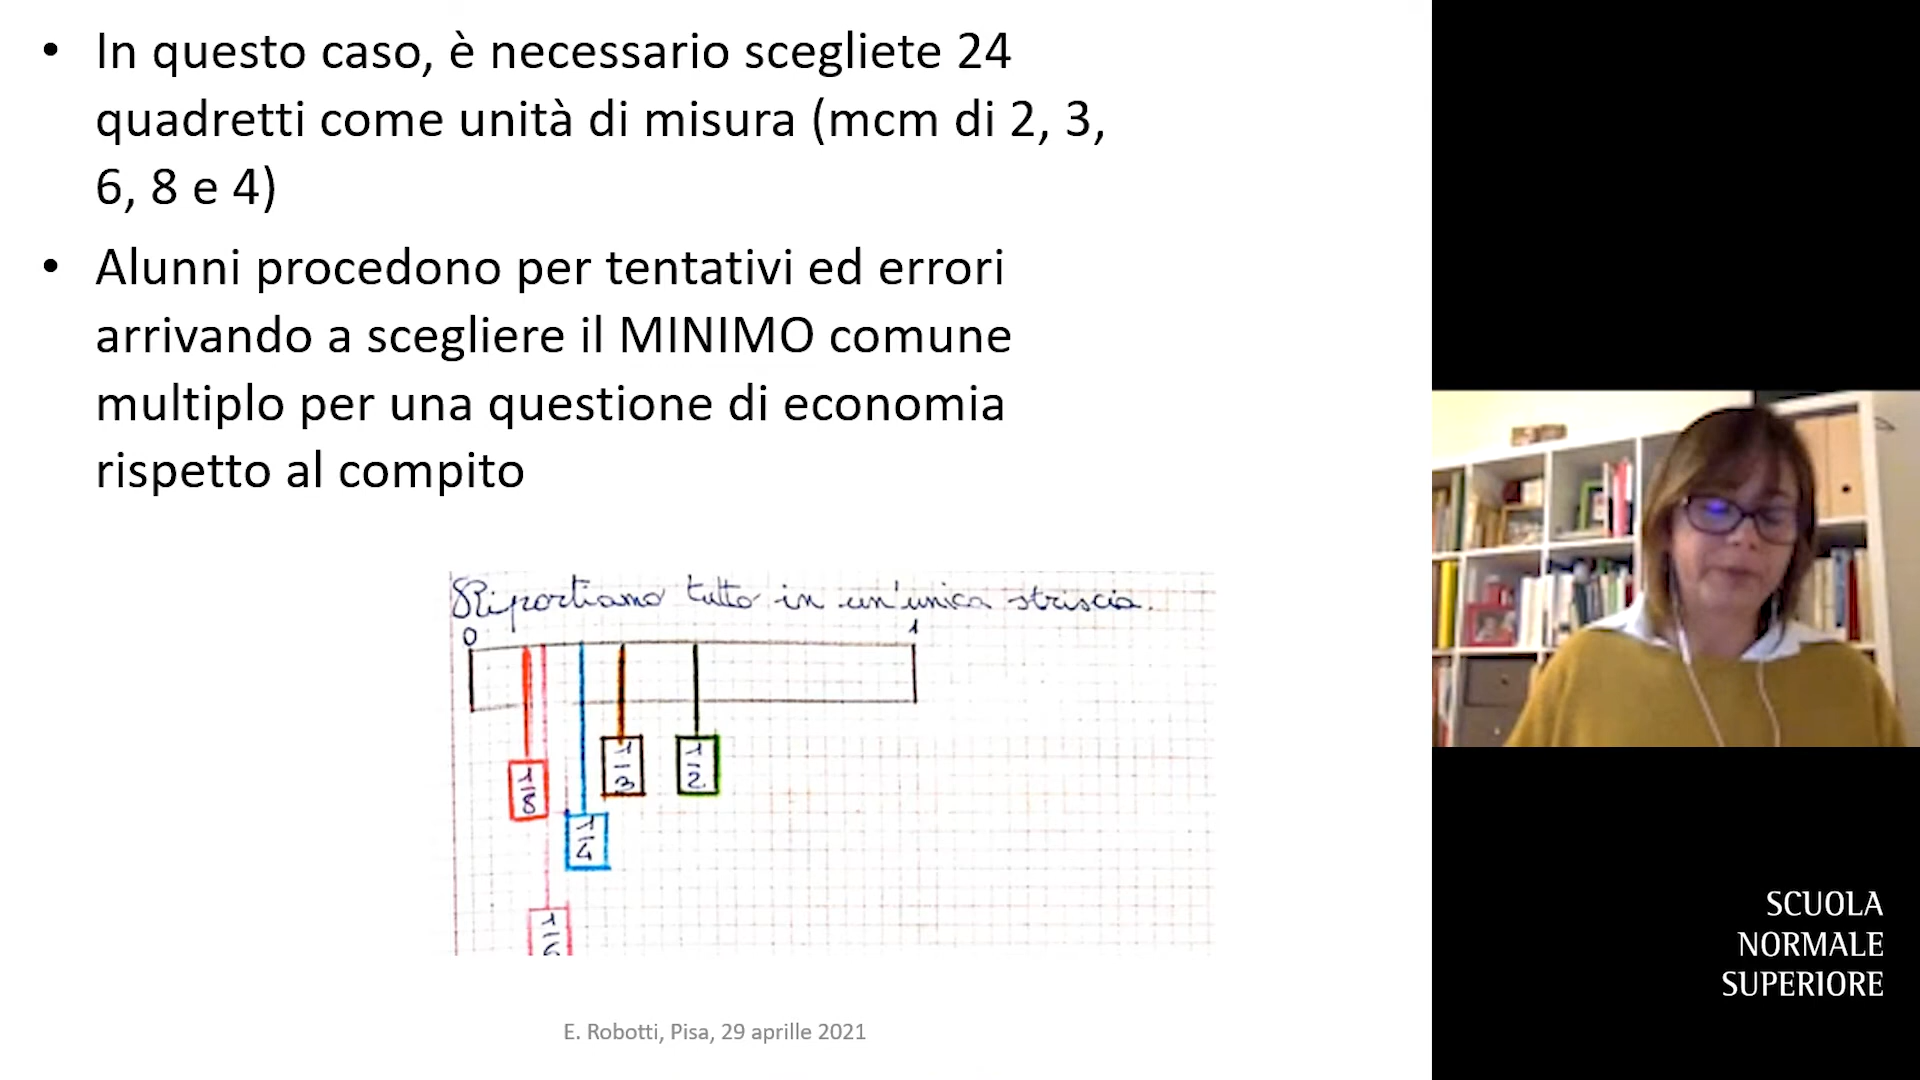 • In questo caso, è necessario scegliete 24
quadretti come unità di misura (mcm di 2, 3,
6, 8 e 4)
• Alunni procedono per tentativi ed errori
arrivando a scegliere il MINIMO comune
multiplo per una questione di economia
rispetto al compito
Riportiamo tutto in un'unica striscia.
0 1
1/3 1/2
1/8
1/4
1/6
E. Robotti, Pisa, 29 aprille 2021
SCUOLA
NORMALE
SUPERIORE